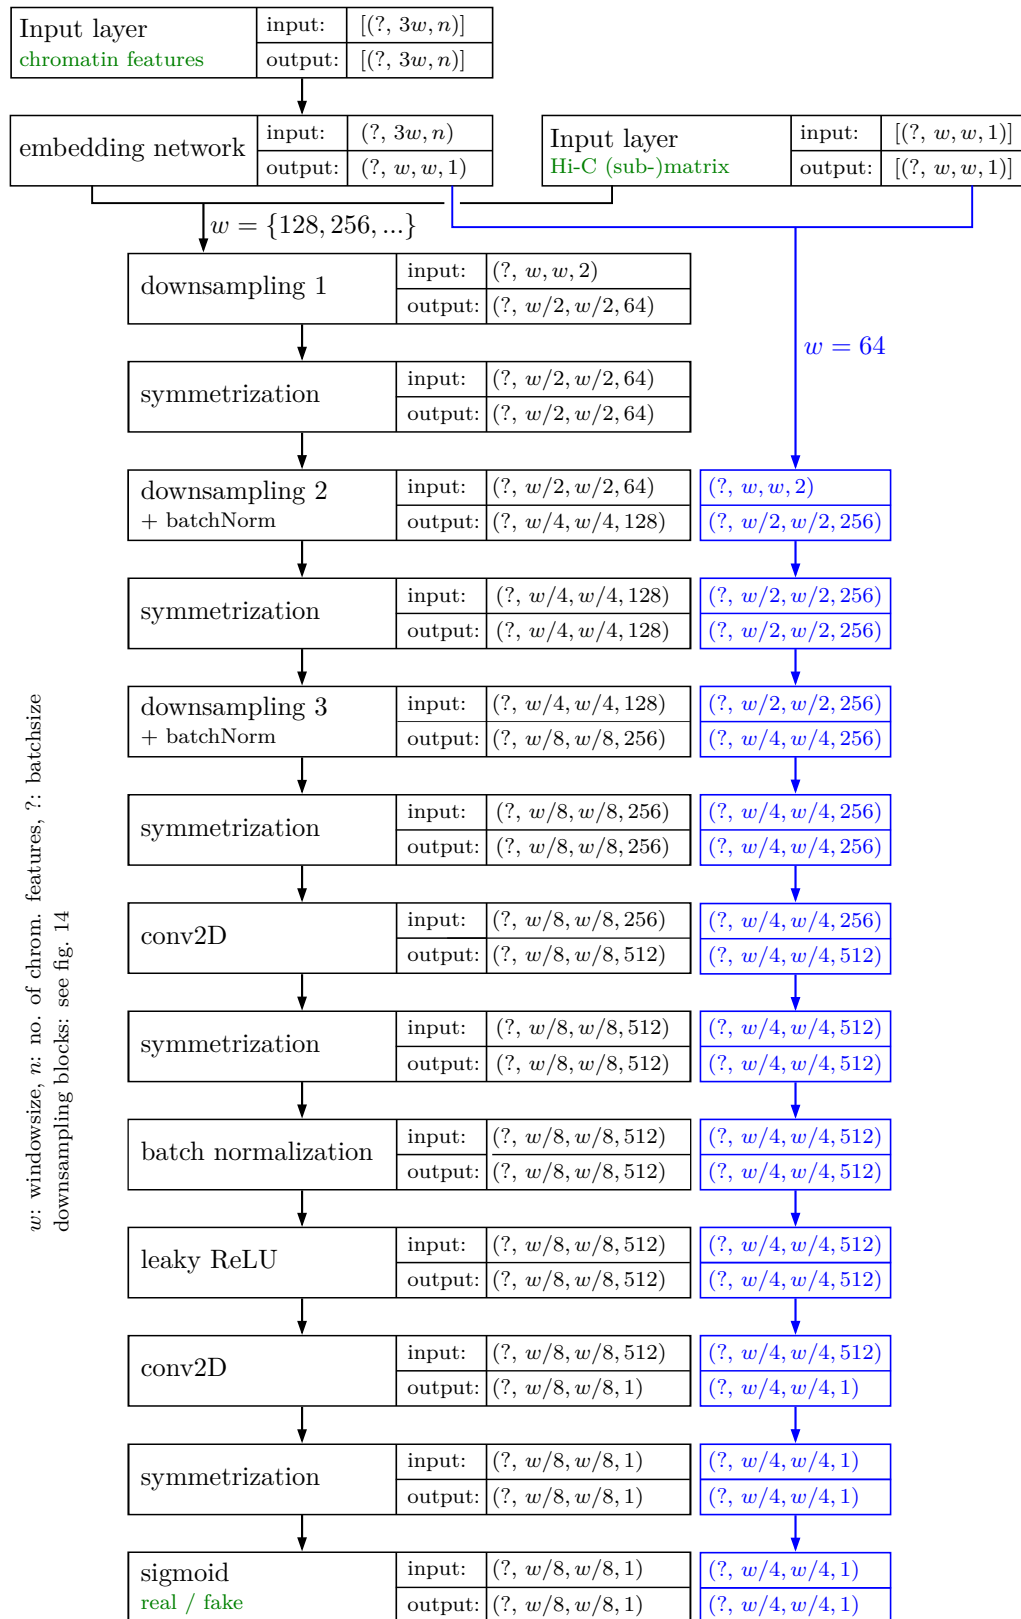 Input layer
chromatin features
input: [(?, 3w, n)]
output: [(?, 3w, n)]
embedding network
input: (?, 3w, n)
output: (?, w, w, 1)
Input layer
Hi-C (sub-)matrix
input: [(?, w, w, 1)]
output: [(?, w, w, 1)]
w = {128, 256, ...}
w = 64
downsampling 1
input: (?, w, w, 2)
output: (?, w/2, w/2, 64)
symmetrization
input: (?, w/2, w/2, 64)
output: (?, w/2, w/2, 64)
downsampling 2
+ batchNorm
input: (?, w/2, w/2, 64) (?, w, w, 2)
output: (?, w/4, w/4, 128) (?, w/2, w/2, 256)
symmetrization
input: (?, w/4, w/4, 128) (?, w/2, w/2, 256)
output: (?, w/4, w/4, 128) (?, w/2, w/2, 256)
downsampling 3
+ batchNorm
input: (?, w/4, w/4, 128) (?, w/2, w/2, 256)
output: (?, w/8, w/8, 256) (?, w/4, w/4, 256)
symmetrization
input: (?, w/8, w/8, 256) (?, w/4, w/4, 256)
output: (?, w/8, w/8, 256) (?, w/4, w/4, 256)
conv2D
input: (?, w/8, w/8, 256) (?, w/4, w/4, 256)
output: (?, w/8, w/8, 512) (?, w/4, w/4, 512)
symmetrization
input: (?, w/8, w/8, 512) (?, w/4, w/4, 512)
output: (?, w/8, w/8, 512) (?, w/4, w/4, 512)
batch normalization
input: (?, w/8, w/8, 512) (?, w/4, w/4, 512)
output: (?, w/8, w/8, 512) (?, w/4, w/4, 512)
leaky ReLU
input: (?, w/8, w/8, 512) (?, w/4, w/4, 512)
output: (?, w/8, w/8, 512) (?, w/4, w/4, 512)
conv2D
input: (?, w/8, w/8, 512) (?, w/4, w/4, 512)
output: (?, w/8, w/8, 1) (?, w/4, w/4, 1)
symmetrization
input: (?, w/8, w/8, 1) (?, w/4, w/4, 1)
output: (?, w/8, w/8, 1) (?, w/4, w/4, 1)
sigmoid
real / fake
input: (?, w/8, w/8, 1) (?, w/4, w/4, 1)
output: (?, w/8, w/8, 1) (?, w/4, w/4, 1)
w: windowsize, n: no. of chrom. features, ?: batchsize
downsampling blocks: see fig. 14